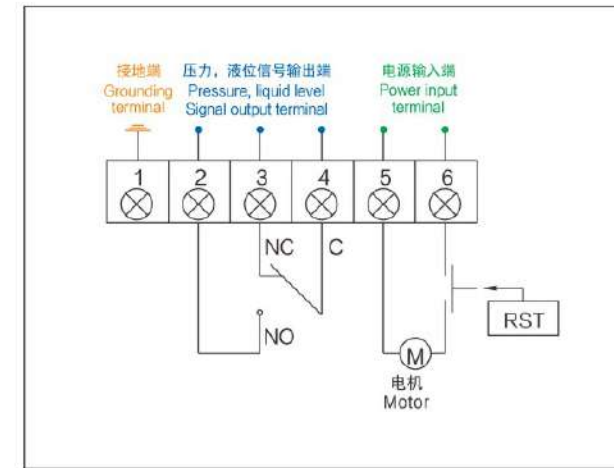 接地端
Grounding
terminal
压力，液位信号输出端
Pressure, liquid level
Signal output terminal
电源输入端
Power input
terminal
1 2 3 4 5 6
NC C
NO
RST
M
电机
Motor